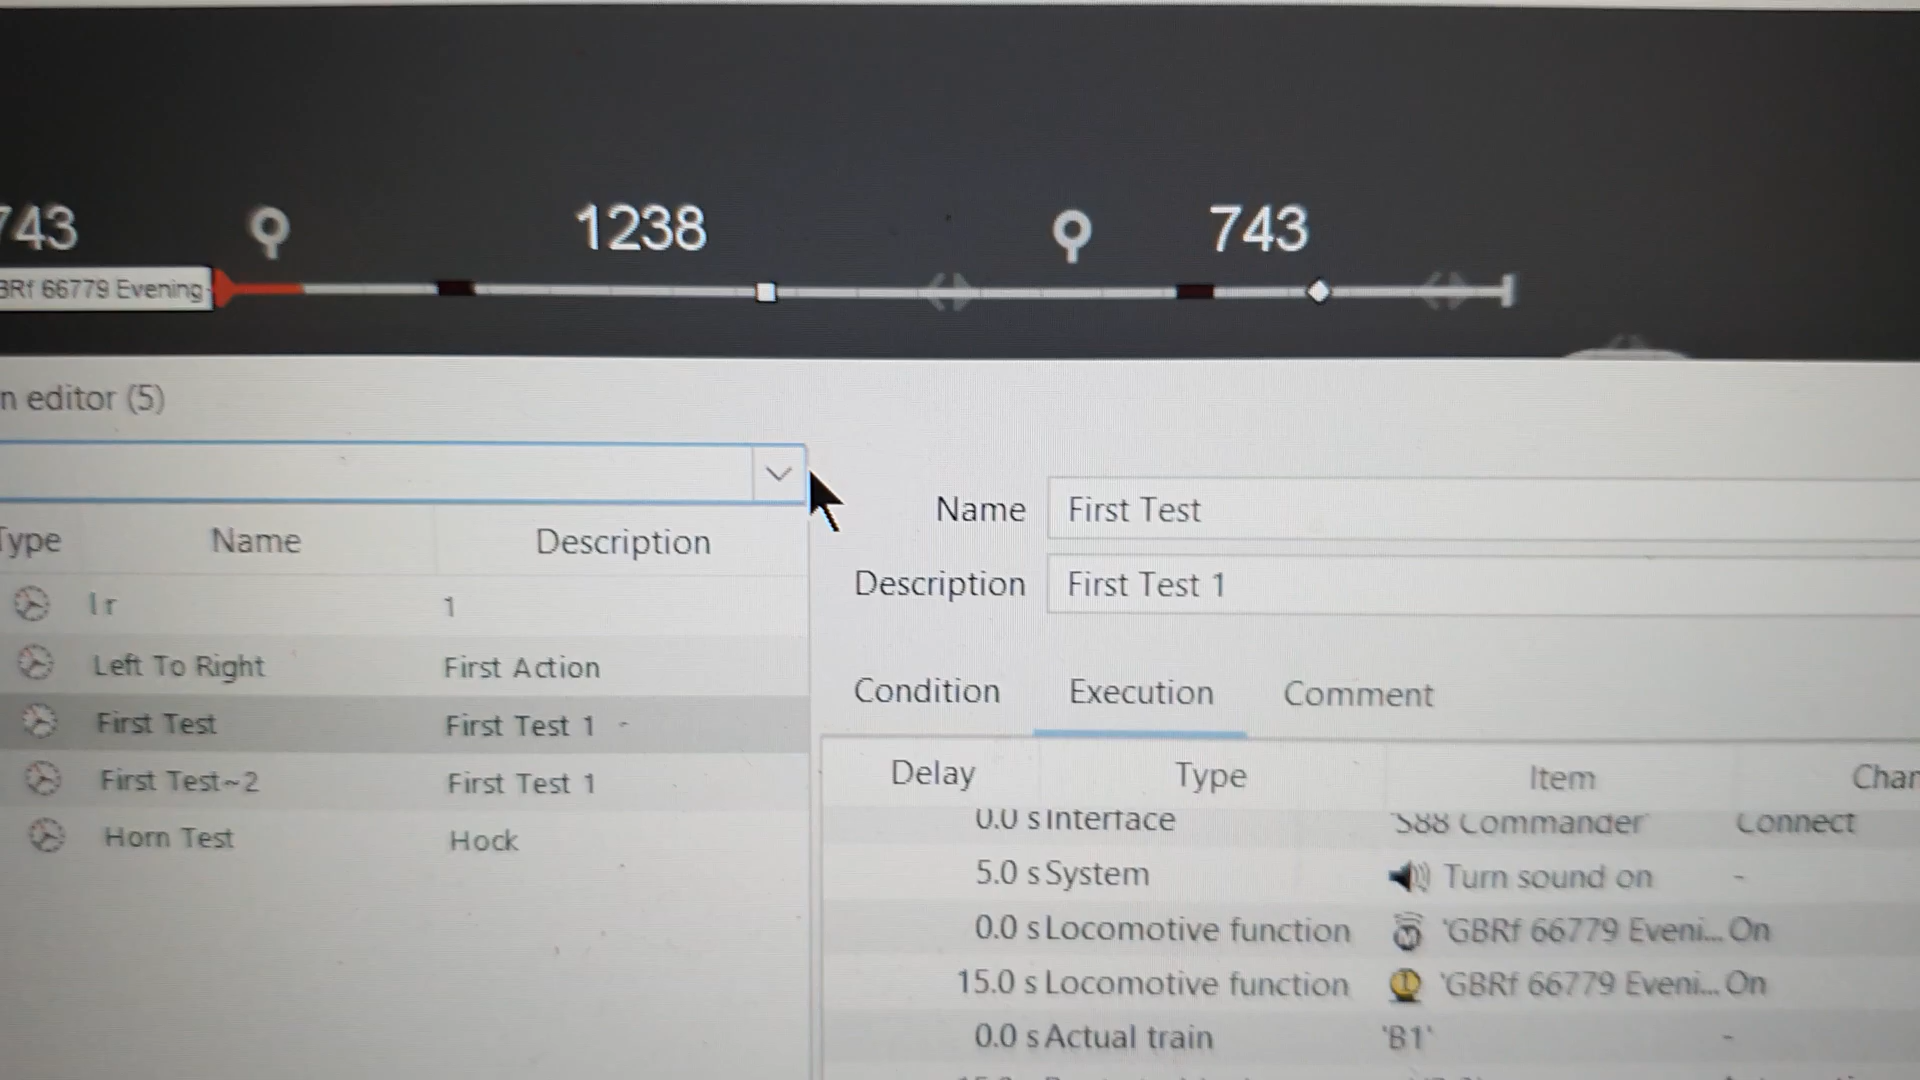 743 1238 743
GBRf 66779 Evening
n editor (5)
Name First Test
Description First Test 1
Type Name Description
l r 1
Left To Right First Action
First Test First Test 1
First Test~2 First Test 1
Horn Test Hock
Condition Execution Comment
Delay Type Item Chan
0.0 s Interface 'S88 Commander' Connect
5.0 s System Turn sound on -
0.0 s Locomotive function 'GBRf 66779 Eveni... On
15.0 s Locomotive function 'GBRf 66779 Eveni... On
0.0 s Actual train 'B1' -